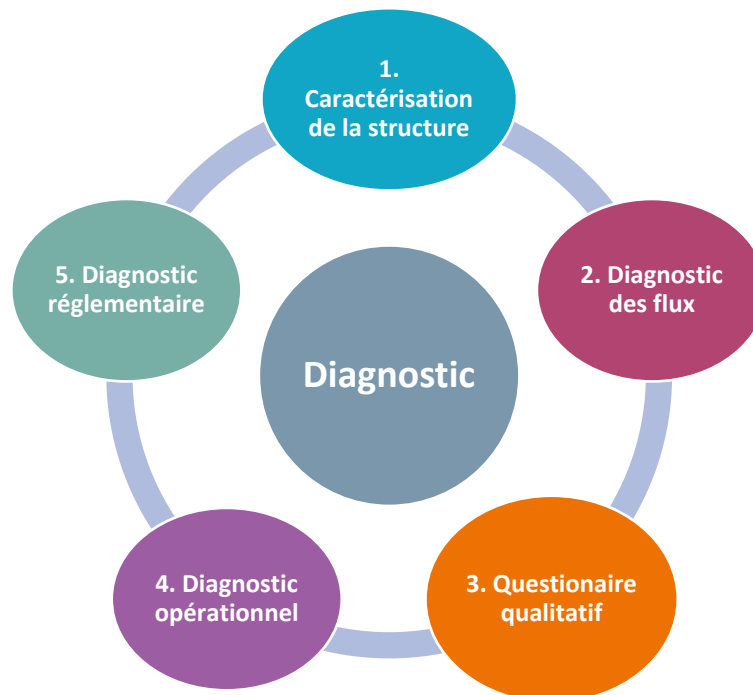 1.
Caractérisation
de la structure
2. Diagnostic
des flux
3. Questionaire
qualitatif
4. Diagnostic
opérationnel
5. Diagnostic
réglementaire
Diagnostic